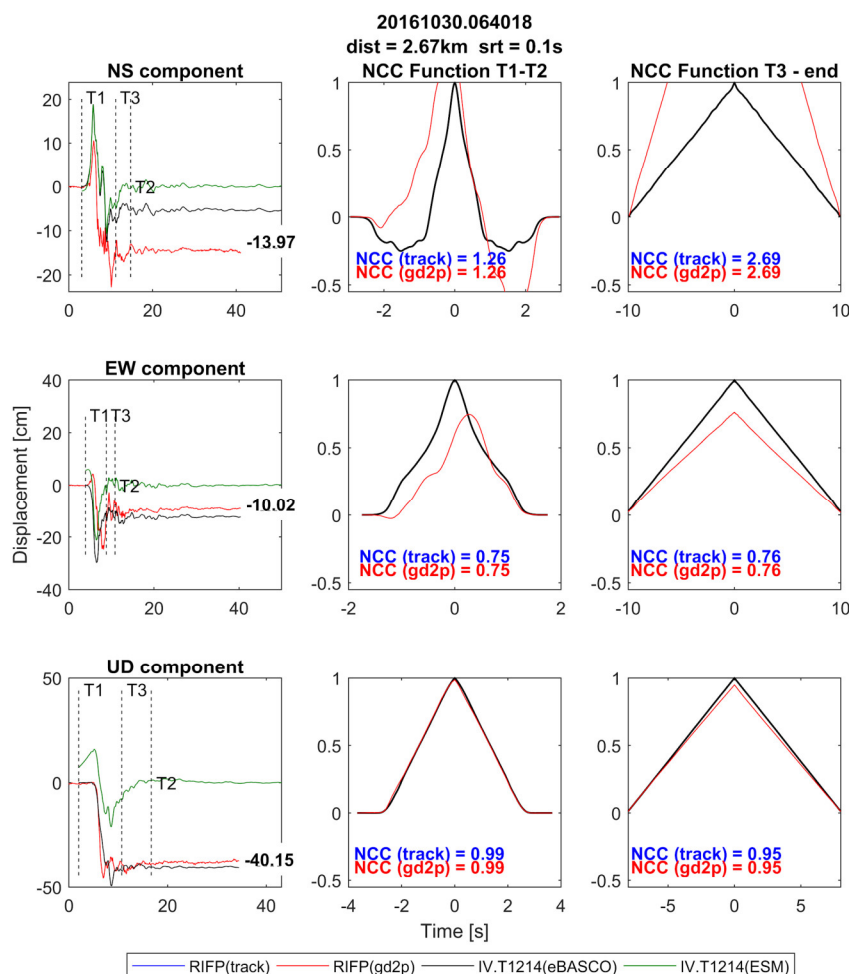 20161030.064018
dist = 2.67km srt = 0.1s
NS component
NCC Function T1-T2
NCC Function T3 - end
20
10
0
-10
-20
T1
T3
T2
-13.97
0
20
40
1
0.5
0
-0.5
NCC (track) = 1.26
NCC (gd2p) = 1.26
-2
0
2
1
0.5
0
-0.5
NCC (track) = 2.69
NCC (gd2p) = 2.69
-10
0
10
EW component
Displacement [cm]
40
20
0
-20
-40
T1
T3
T2
-10.02
0
20
40
1
0.5
0
-0.5
NCC (track) = 0.75
NCC (gd2p) = 0.75
-2
0
2
1
0.5
0
-0.5
NCC (track) = 0.76
NCC (gd2p) = 0.76
-10
0
10
UD component
50
0
-50
T1
T3
T2
-40.15
0
20
40
1
0.5
0
-0.5
NCC (track) = 0.99
NCC (gd2p) = 0.99
-4
-2
0
2
4
1
0.5
0
-0.5
NCC (track) = 0.95
NCC (gd2p) = 0.95
-5
0
5
Time [s]
RIFP(track)
RIFP(gd2p)
IV.T1214(eBASCO)
IV.T1214(ESM)